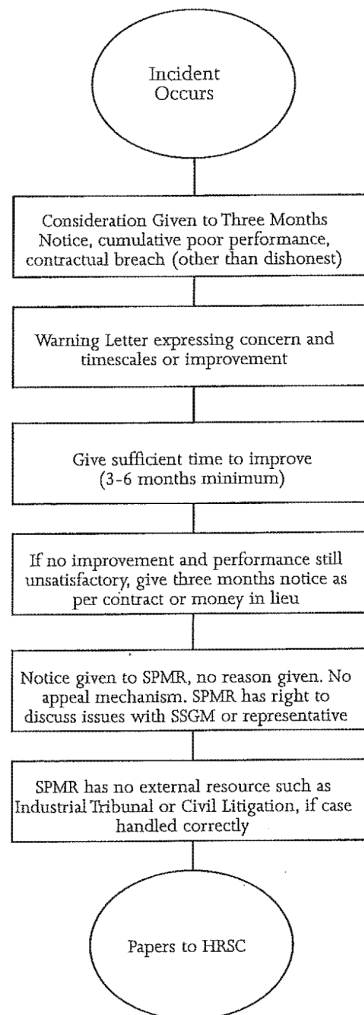 Incident
Occurs
Consideration Given to Three Months
Notice, cumulative poor performance,
contractual breach (other than dishonest)
Warning Letter expressing concern and
timescales or improvement
Give sufficient time to improve
(3-6 months minimum)
If no improvement and performance still
unsatisfactory, give three months notice as
per contract or money in lieu
Notice given to SPMR, no reason given. No
appeal mechanism. SPMR has right to
discuss issues with SSGM or representative
SPMR has no external resource such as
Industrial Tribunal or Civil Litigation, if case
handled correctly
Papers to HRSC